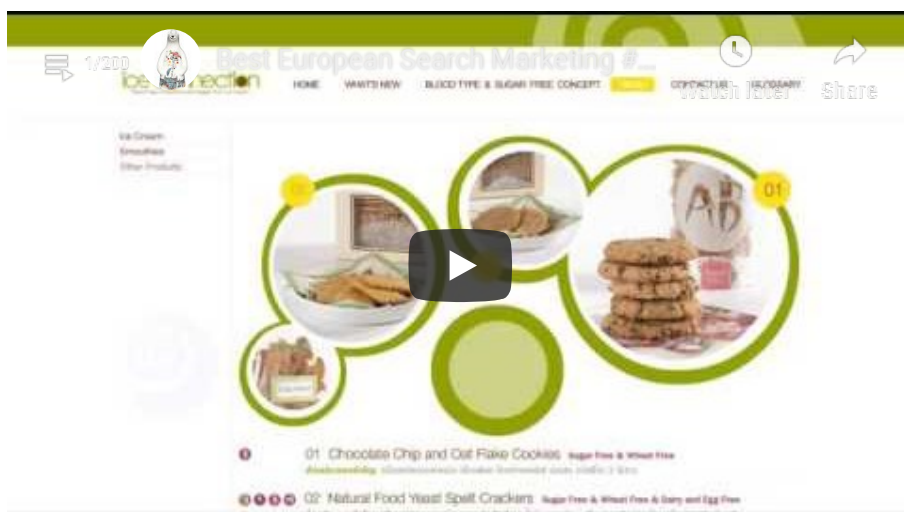 1/200
Best European Search Marketing #...
Watch later
Share
HOME
WHAT'S NEW
BLOOD TYPE & SUGAR FREE CONCEPT
CONTACT US
GLOSSARY
Ice Cream
Smoothies
Other Products
01
AB
01 Chocolate Chip and Oat Flake Cookies Sugar Free & Wheat Free
02 Natural Food Yeast Spelt Crackers Sugar Free & Wheat Free & Dairy and Egg Free